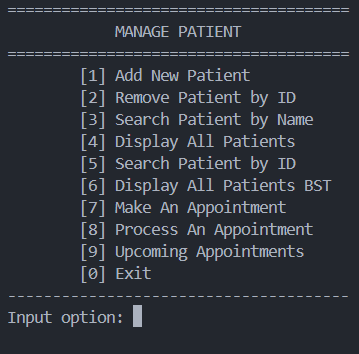 ======================================
MANAGE PATIENT
======================================
[1] Add New Patient
[2] Remove Patient by ID
[3] Search Patient by Name
[4] Display All Patients
[5] Search Patient by ID
[6] Display All Patients BST
[7] Make An Appointment
[8] Process An Appointment
[9] Upcoming Appointments
[0] Exit
--------------------------------------
Input option: